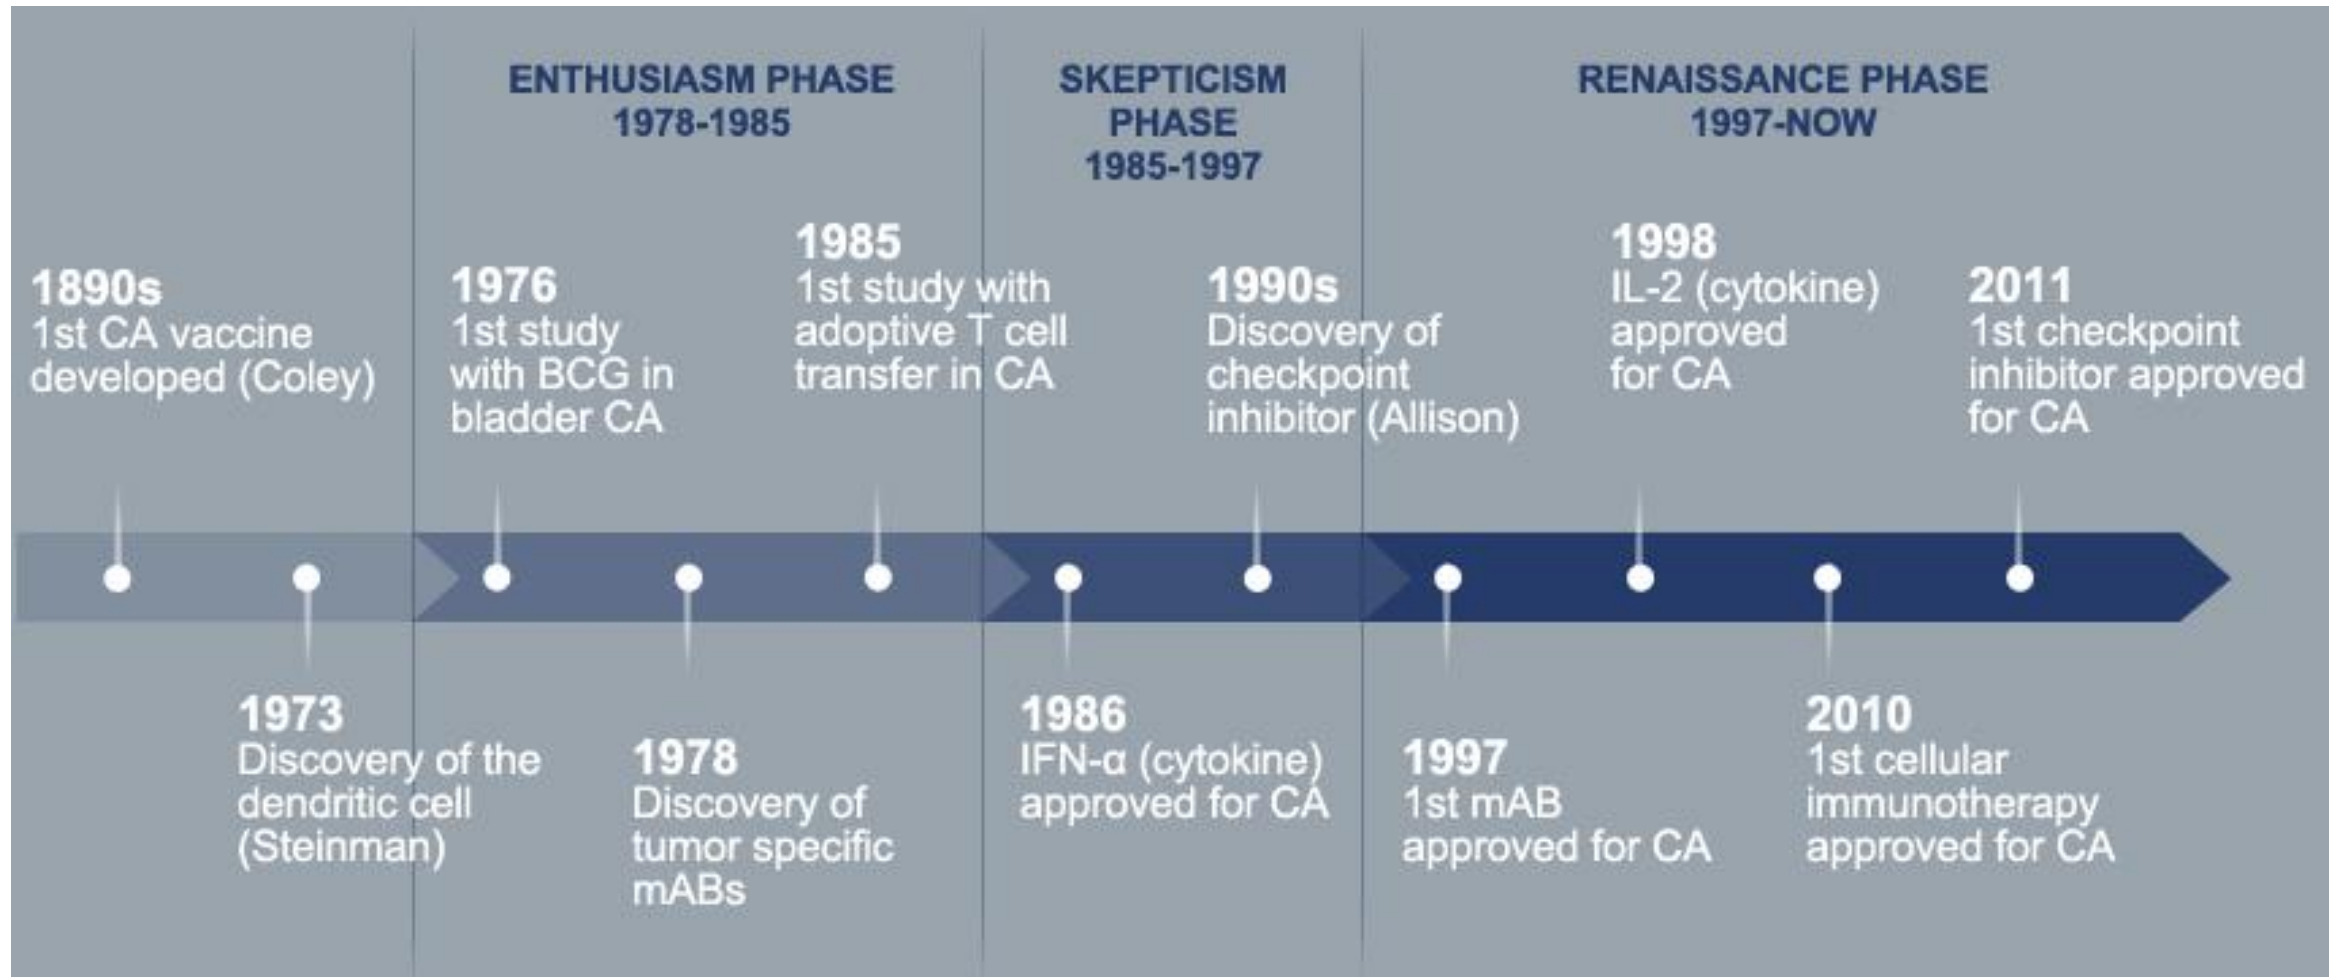 ENTHUSIASM PHASE
1978-1985
SKEPTICISM
PHASE
1985-1997
RENAISSANCE PHASE
1997-NOW
1890s
1st CA vaccine
developed (Coley)
1976
1st study
with BCG in
bladder CA
1985
1st study with
adoptive T cell
transfer in CA
1990s
Discovery of
checkpoint
inhibitor (Allison)
1998
IL-2 (cytokine)
approved
for CA
2011
1st checkpoint
inhibitor approved
for CA
1973
Discovery of the
dendritic cell
(Steinman)
1978
Discovery of
tumor specific
mABs
1986
IFN-α (cytokine)
approved for CA
1997
1st mAB
approved for CA
2010
1st cellular
immunotherapy
approved for CA